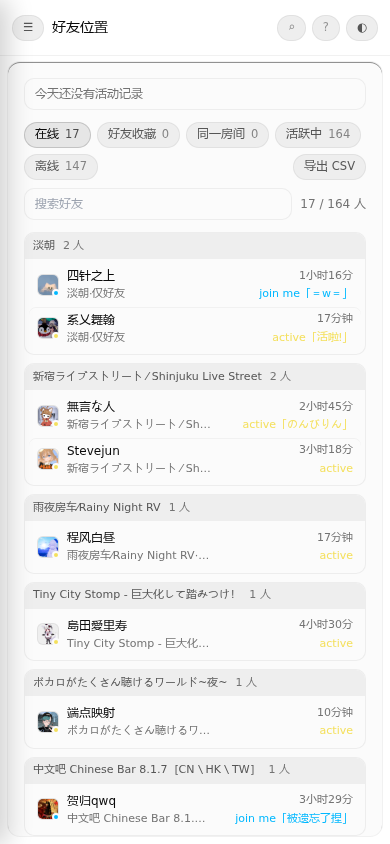 ☰ 好友位置 ⌕ ? ◐
今天还没有活动记录
在线 17 好友收藏 0 同一房间 0 活跃中 164
离线 147 导出 CSV
搜索好友 17 / 164 人
淡朝 2 人
四针之上 1小时16分
淡朝·仅好友 join me「=w=」
系乂舞翰 17分钟
淡朝·仅好友 active「活啦!」
新宿ライブストリート ⁄ Shinjuku Live Street 2 人
無言な人 2小时45分
新宿ライブストリート ⁄ Sh… active「のんびりん」
Stevejun 3小时18分
新宿ライブストリート ⁄ Sh… active
雨夜房车⁄Rainy Night RV 1 人
程风白昼 17分钟
雨夜房车⁄Rainy Night RV·… active
Tiny City Stomp - 巨大化して踏みつけ! 1 人
島田愛里寿 4小时30分
Tiny City Stomp - 巨大化… active
ボカロがたくさん聴けるワールド~夜~ 1 人
端点映射 10分钟
ボカロがたくさん聴けるワ… active
中文吧 Chinese Bar 8.1.7 [CN \ HK \ TW] 1 人
贺归qwq 3小时29分
中文吧 Chinese Bar 8.1.… join me「被速忘了捏」